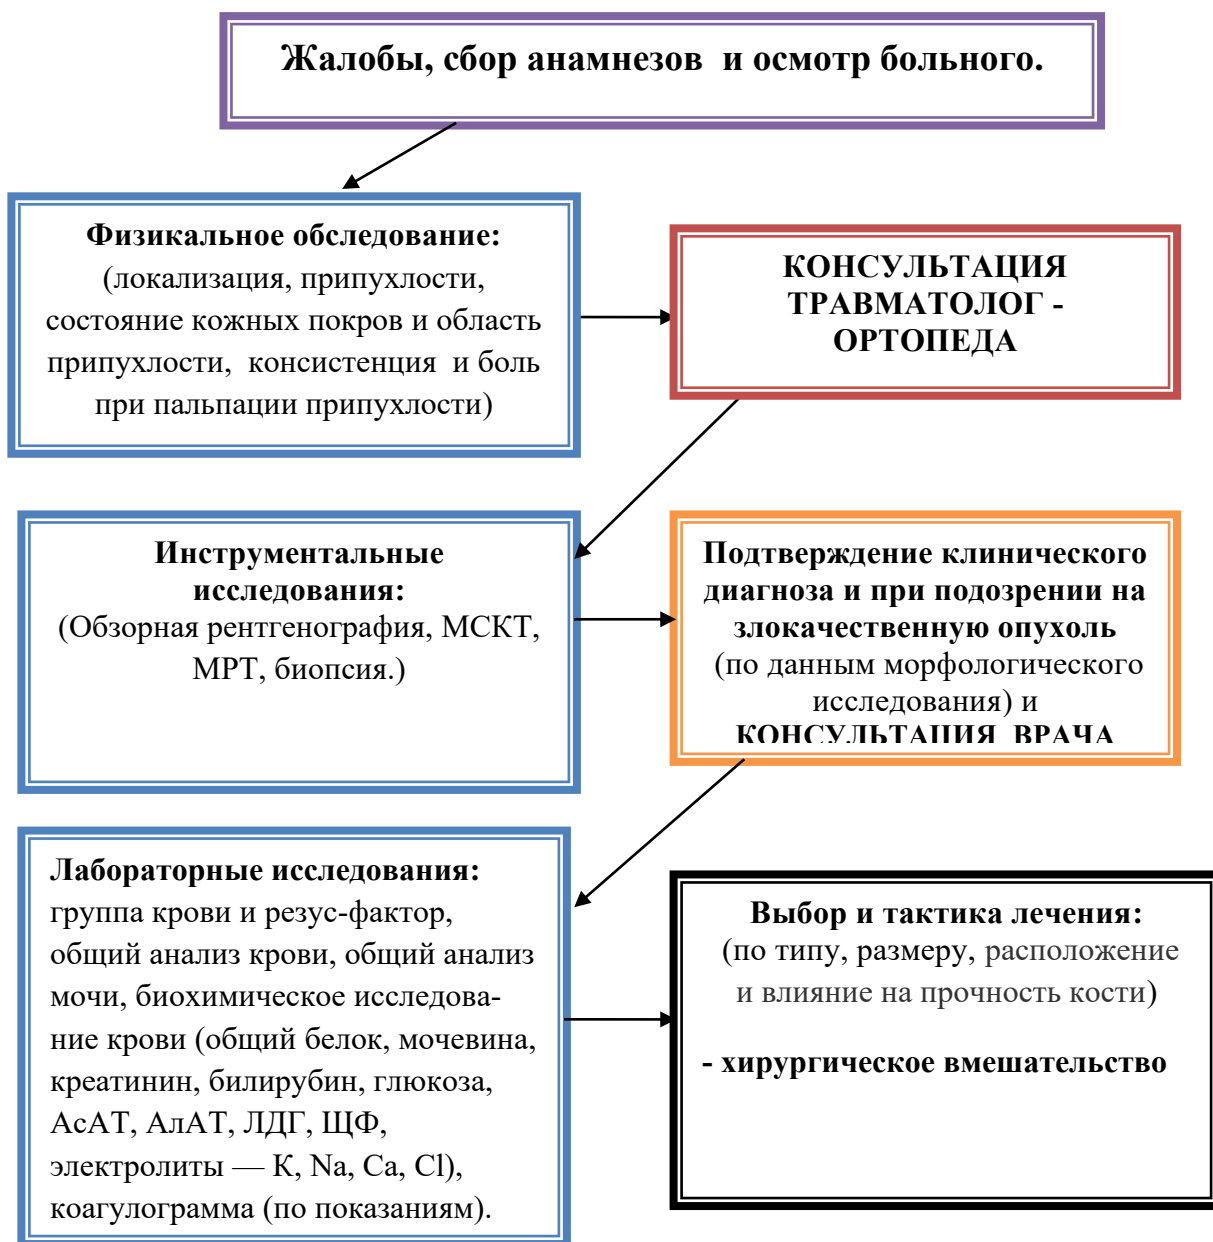 Жалобы, сбор анамнезов  и осмотр больного.
Физикальное обследование:
(локализация, припухлости,
состояние кожных покров и область
припухлости,  консистенция  и боль
при пальпации припухлости)
КОНСУЛЬТАЦИЯ
ТРАВМАТОЛОГ -
ОРТОПЕДА
Инструментальные
исследования:
(Обзорная рентгенография, МСКТ,
МРТ, биопсия.)
Подтверждение клинического
диагноза и при подозрении на
злокачественную опухоль
(по данным морфологического
исследования) и
КОНСУЛЬТАЦИЯ  ВРАЧА
Лабораторные исследования:
группа крови и резус-фактор,
общий анализ крови, общий анализ
мочи, биохимическое исследова-
ние крови (общий белок, мочевина,
креатинин, билирубин, глюкоза,
АсАТ, АлАТ, ЛДГ, ЩФ,
электролиты — К, Na, Ca, Cl),
коагулограмма (по показаниям).
Выбор и тактика лечения:
(по типу, размеру, расположение
и влияние на прочность кости)
- хирургическое вмешательство